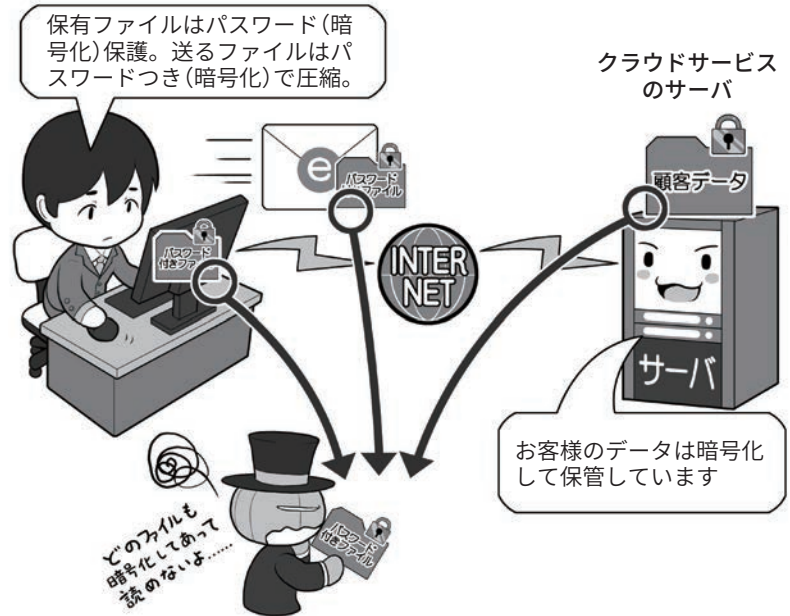 保有ファイルはパスワード（暗
号化）保護。送るファイルはパ
スワードつき（暗号化）で圧縮。
クラウドサービス
のサーバ
e
パスワード
ファイル
顧客データ
パスワード
付きファ
INTER
NET
サーバ
お客様のデータは暗号化
して保管しています
どのファイルも
暗号化してあって
読めないよ……
パスワード
付きファイル